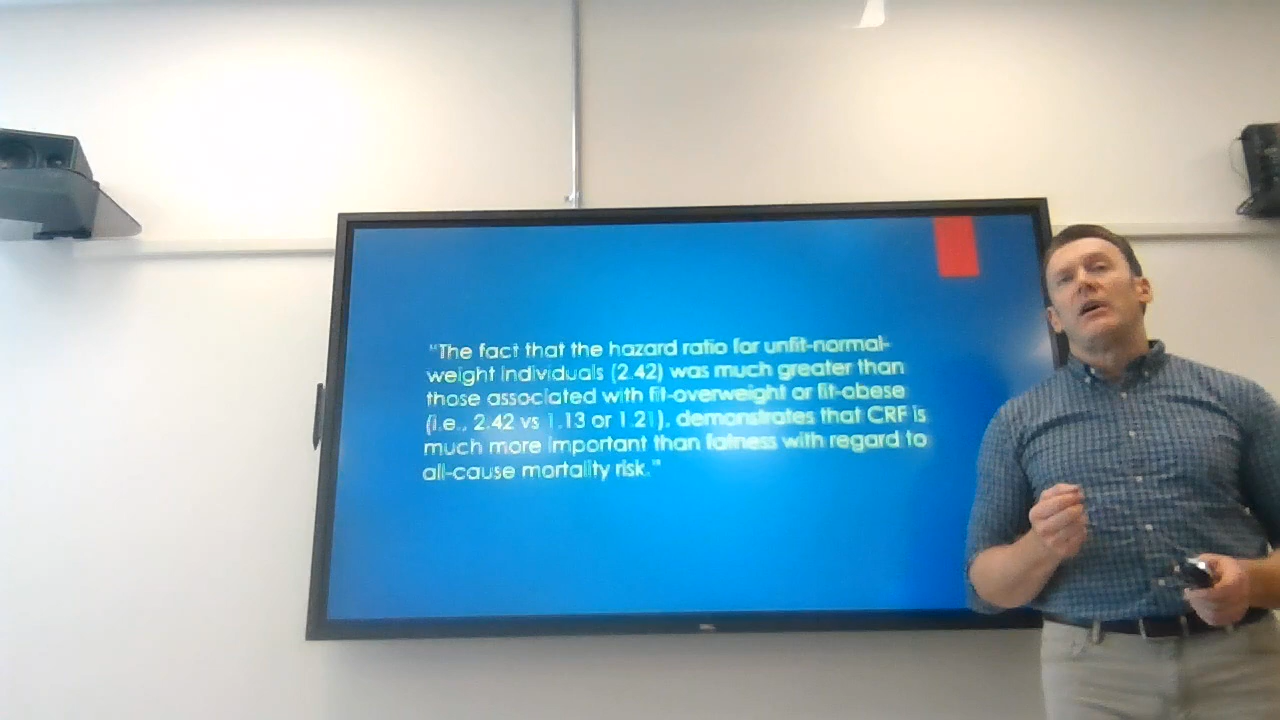 "The fact that the hazard ratio for unfit-normal-
weight individuals (2.42) was much greater than
those associated with fit-overweight or fit-obese
(i.e., 2.42 vs 1.13 or 1.21), demonstrates that CRF is
much more important than fatness with regard to
all-cause mortality risk."